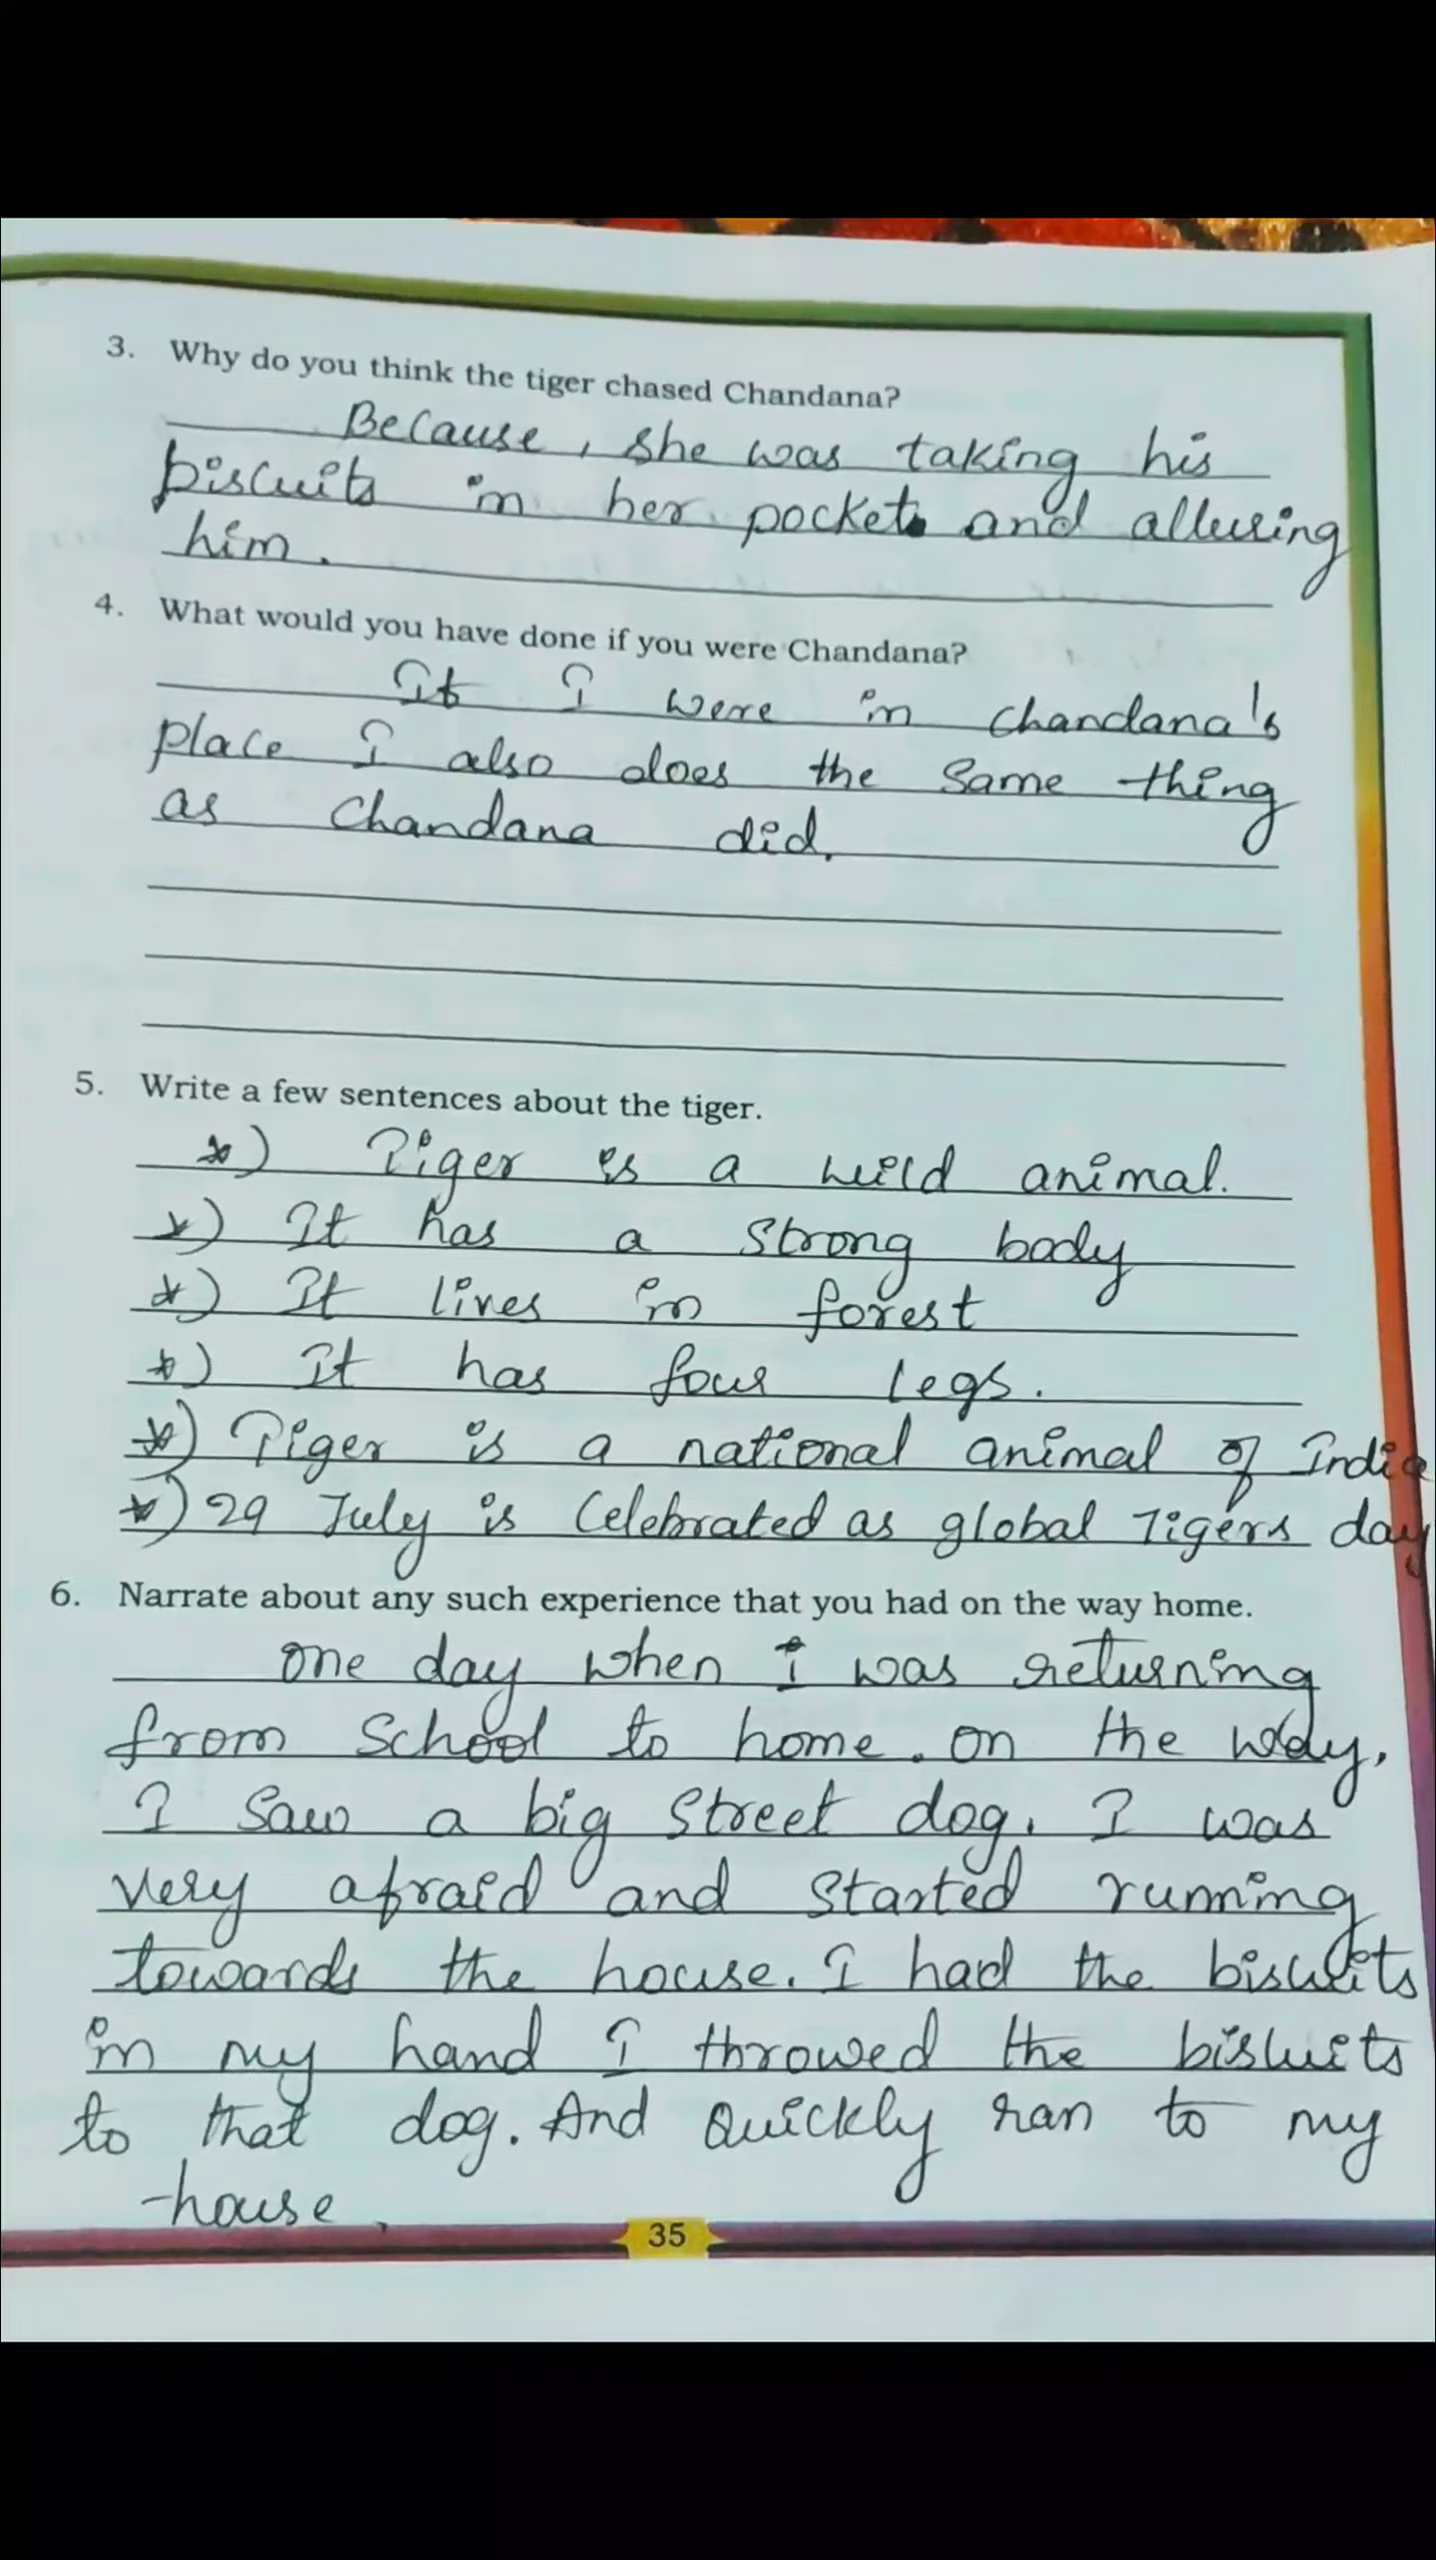 3. Why do you think the tiger chased Chandana?
Because, she was taking his
biscuits in her pocket and alluring
him.
4. What would you have done if you were Chandana?
If I were in chandana's
place I also does the same thing
as Chandana did.
5. Write a few sentences about the tiger.
*) Tiger is a wild animal.
*) It has a strong body
*) It lives in forest
*) It has four legs.
*) Tiger is a national animal of India
*) 29 July is Celebrated as global Tigers day
6. Narrate about any such experience that you had on the way home.
one day when I was returning
from School to home. on the way.
I saw a big street dog. I was
very afraid and started running
towards the house. I had the biscuits
in my hand I throwed the biscuits
to that dog. And quickly ran to my
house.
35